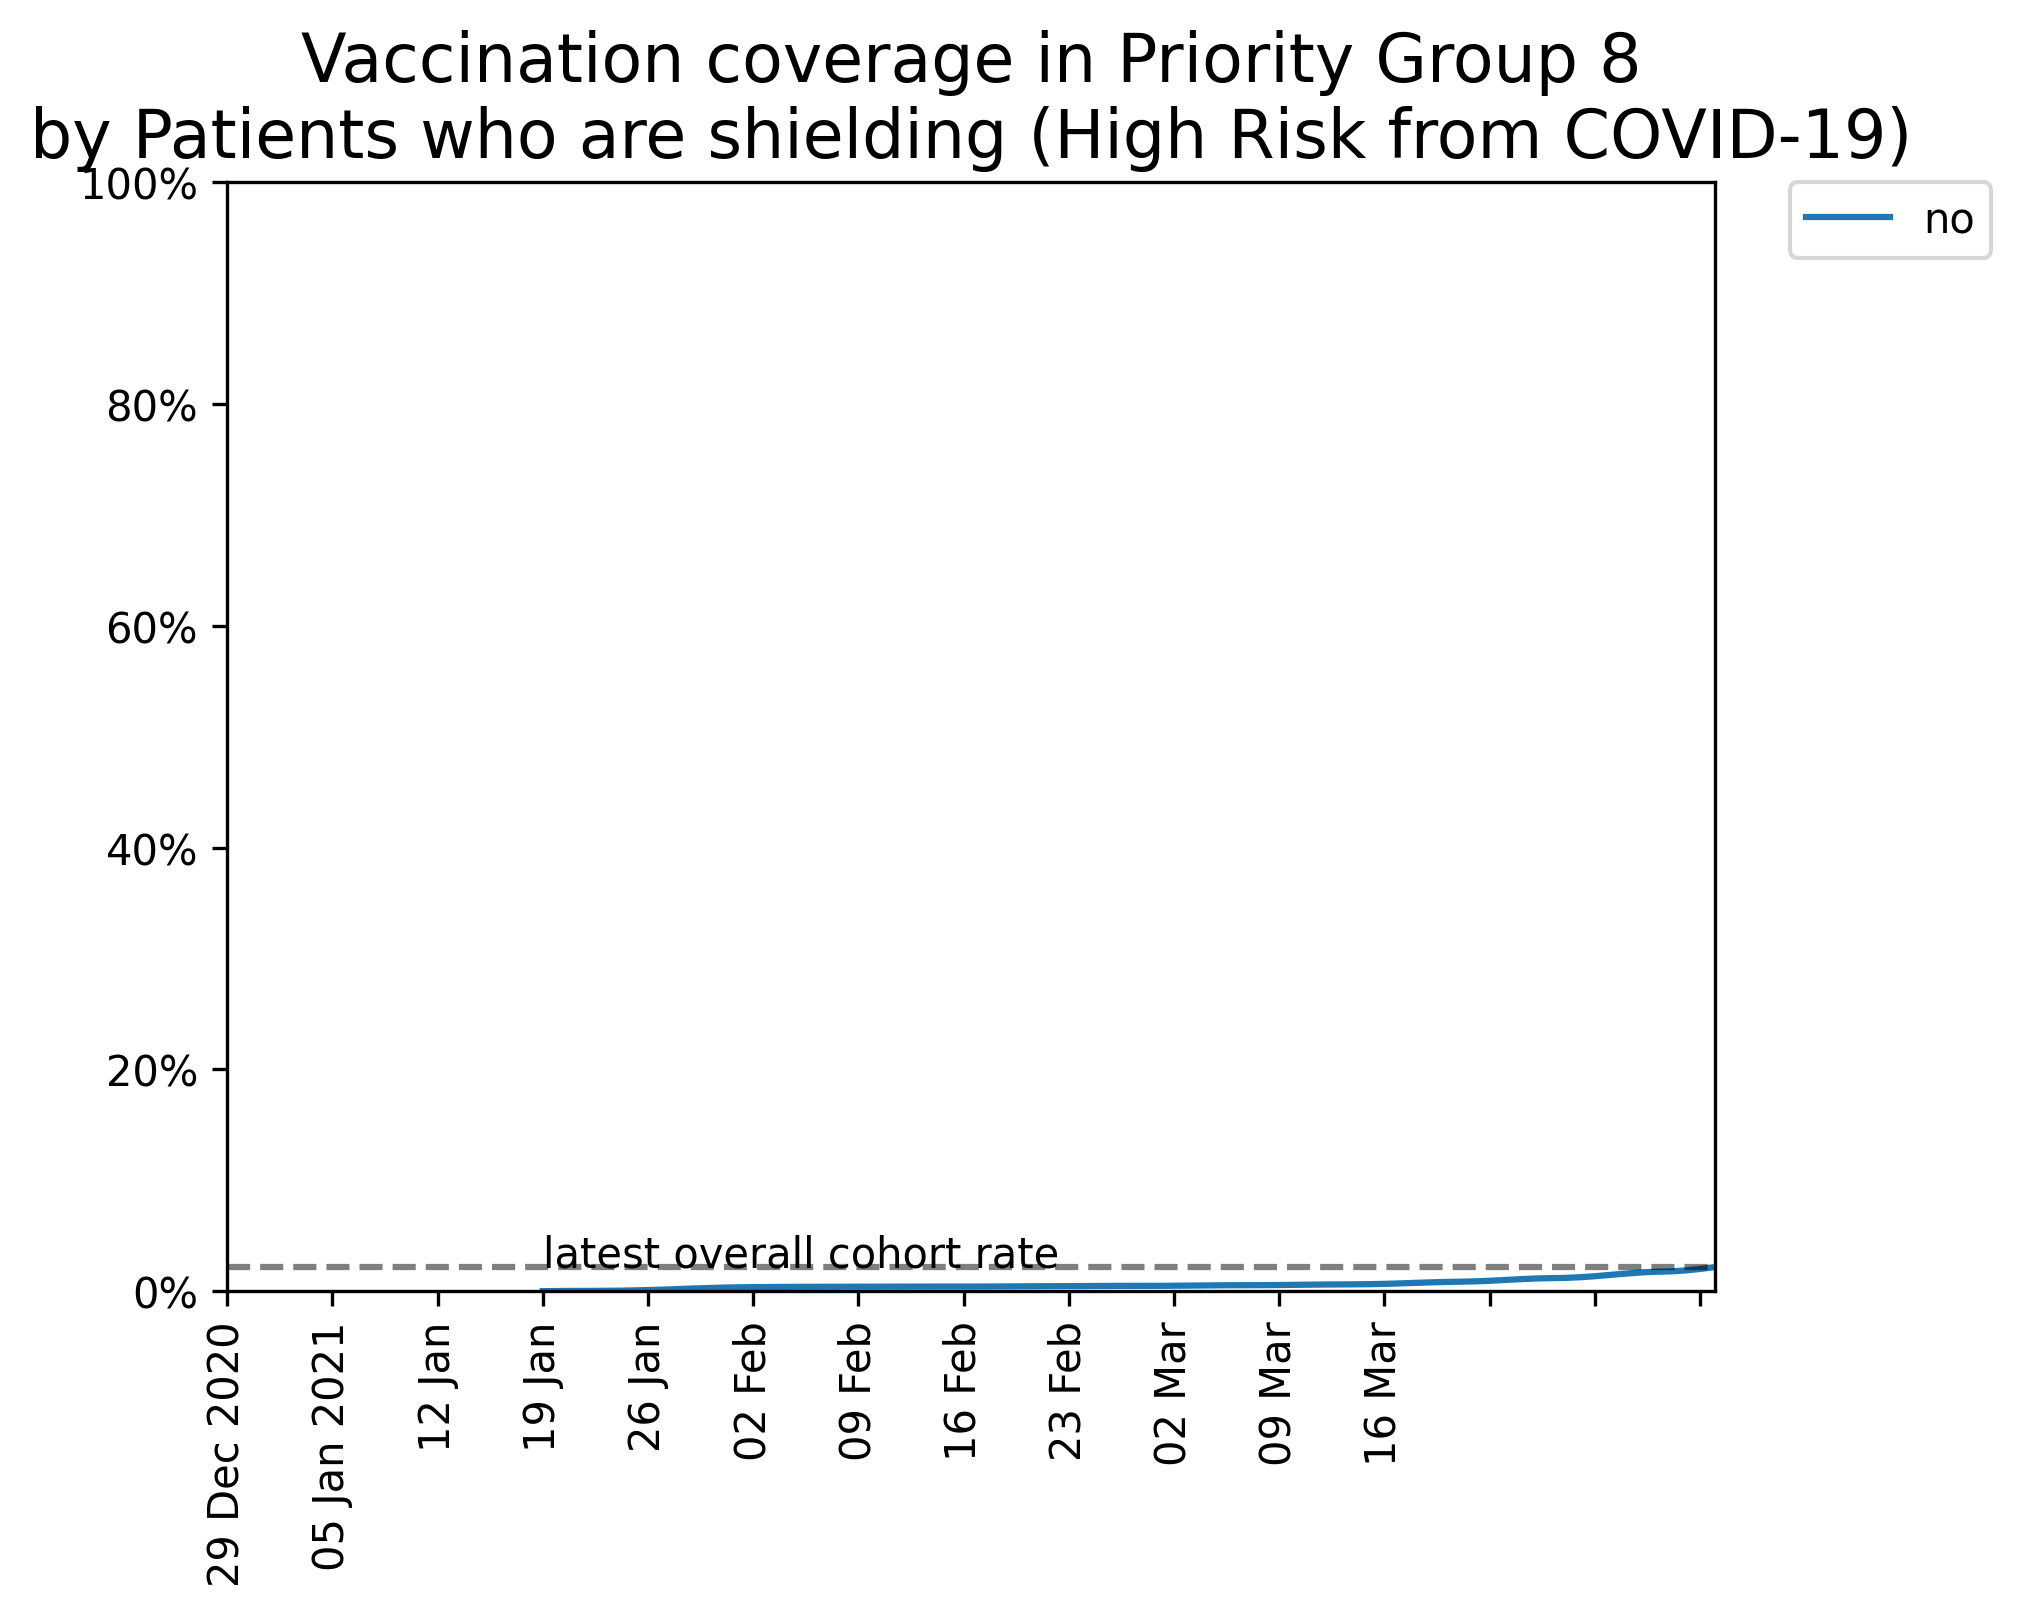 Vaccination coverage in Priority Group 8
by Patients who are shielding (High Risk from COVID-19)
100%
80%
60%
40%
20%
0%
no
latest overall cohort rate
29 Dec 2020
05 Jan 2021
12 Jan
19 Jan
26 Jan
02 Feb
09 Feb
16 Feb
23 Feb
02 Mar
09 Mar
16 Mar